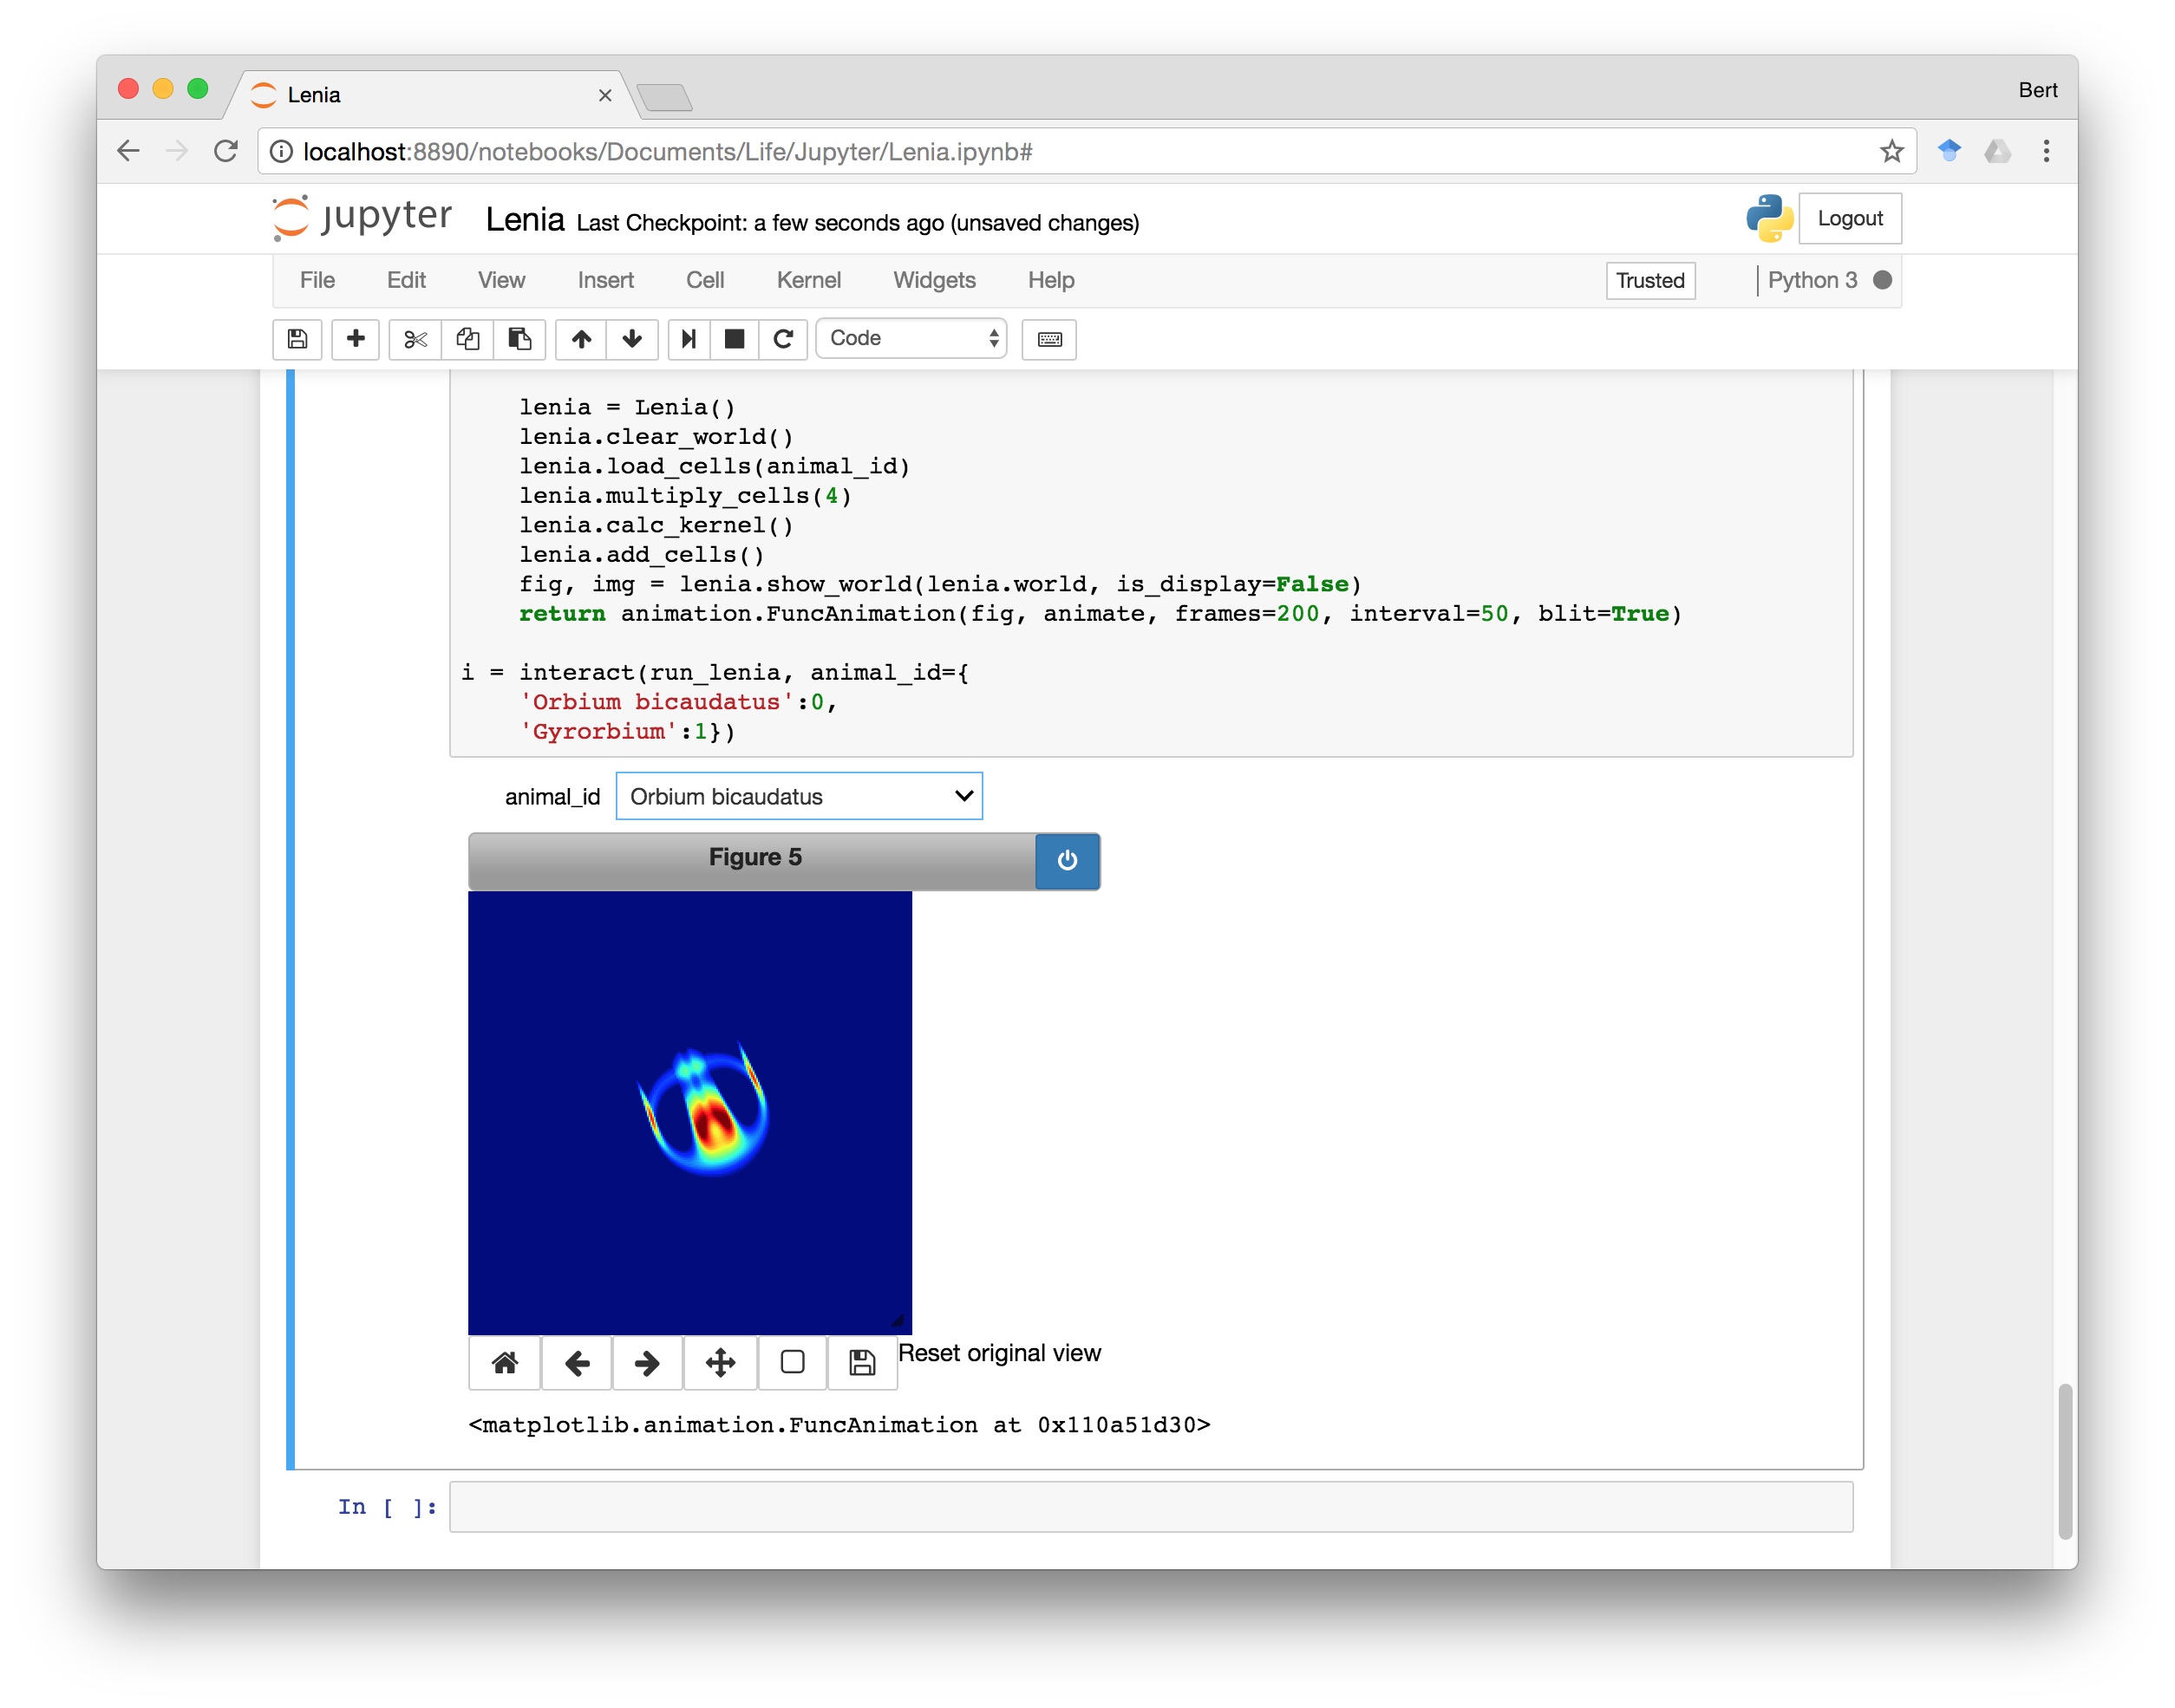 Lenia
Bert
localhost:8890/notebooks/Documents/Life/Jupyter/Lenia.ipynb#
jupyter Lenia Last Checkpoint: a few seconds ago (unsaved changes)
Logout
File Edit View Insert Cell Kernel Widgets Help
Trusted
Python 3
Code
lenia = Lenia()
lenia.clear_world()
lenia.load_cells(animal_id)
lenia.multiply_cells(4)
lenia.calc_kernel()
lenia.add_cells()
fig, img = lenia.show_world(lenia.world, is_display=False)
return animation.FuncAnimation(fig, animate, frames=200, interval=50, blit=True)
i = interact(run_lenia, animal_id={
'Orbium bicaudatus':0,
'Gyrorbium':1})
animal_id Orbium bicaudatus
Figure 5
Reset original view
<matplotlib.animation.FuncAnimation at 0x110a51d30>
In [ ]: